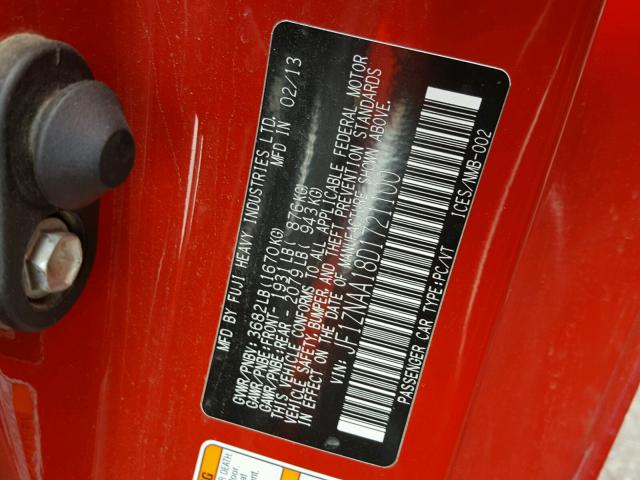 MFD BY FUJI HEAVY INDUSTRIES LTD.
MFD IN 02/13
GVWR/PNBV 3682LB (1670KG)
GAWR/PNBE:FRONT- 1931LB( 876KG)
GAWR/PNBE:REAR- 2079LB( 943KG)
THIS VEHICLE CONFORMS TO ALL APPLICABLE FEDERAL MOTOR
VEHICLE SAFETY, BUMPER, AND THEFT PREVENTION STANDARDS
IN EFFECT ON THE DATE OF MANUFACTURE SHOWN ABOVE.
VIN: JF1ZNAA18D1721100
PASSENGER CAR TYPE:PC/VT
ICES/NMB-002
DEATH.